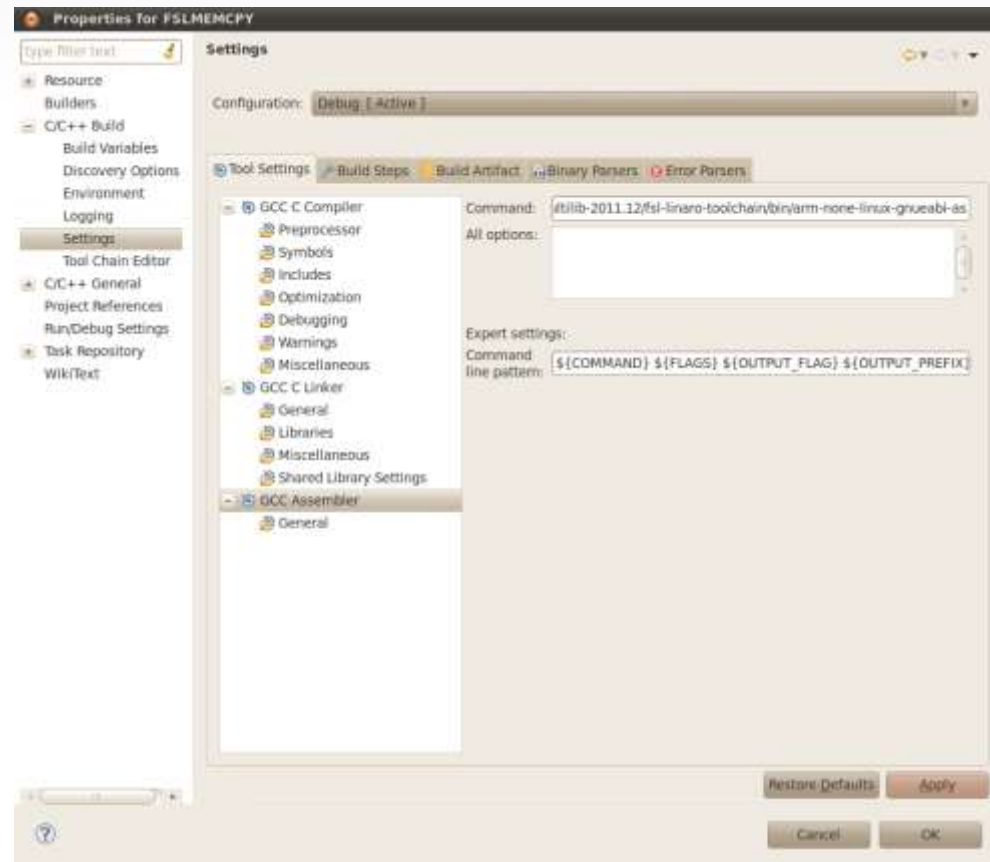 Properties for FSLMEMCPY
type filter text
Settings
Resource
Builders
C/C++ Build
Build Variables
Discovery Options
Environment
Logging
Settings
Tool Chain Editor
C/C++ General
Project References
Run/Debug Settings
Task Repository
WikiText
Configuration: Debug [ Active ]
Tool Settings Build Steps Build Artifact Binary Parsers Error Parsers
GCC C Compiler
Preprocessor
Symbols
Includes
Optimization
Debugging
Warnings
Miscellaneous
GCC C Linker
General
Libraries
Miscellaneous
Shared Library Settings
GCC Assembler
General
Command: ltilib-2011.12/fsl-linaro-toolchain/bin/arm-none-linux-gnueabi-as
All options:
Expert settings:
Command
line pattern: ${COMMAND} ${FLAGS} ${OUTPUT_FLAG} ${OUTPUT_PREFIX}
Restore Defaults Apply
Cancel OK